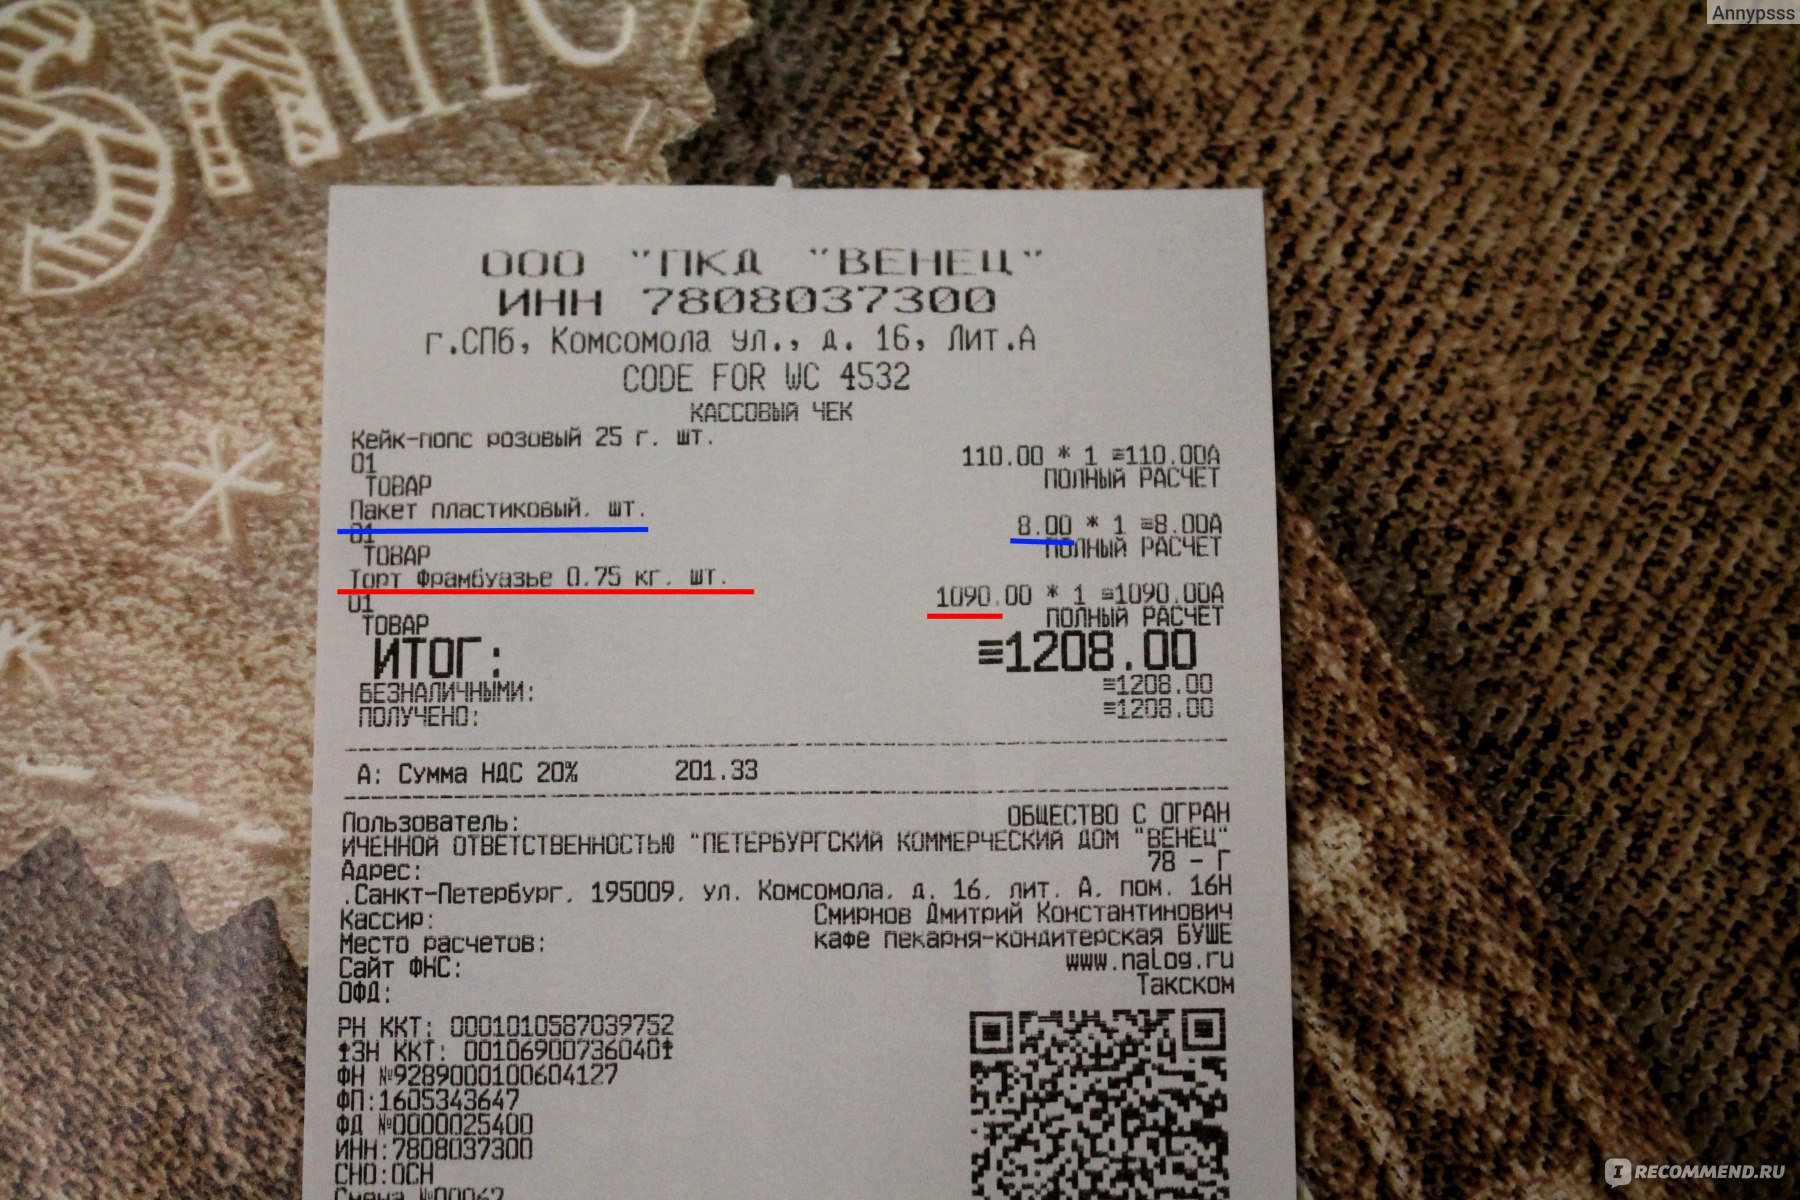 Annypsss
ООО "ПКД "ВЕНЕЦ"
ИНН 7808037300
г.СПб, Комсомола ул., д. 16, Лит.А
CODE FOR WC 4532
КАССОВЫЙ ЧЕК
Кейк-попс розовый 25 г. шт.
01 110.00 * 1 ≡110.00А
ТОВАР ПОЛНЫЙ РАСЧЕТ
Пакет пластиковый, шт.
01 8.00 * 1 ≡8.00А
ТОВАР ПОЛНЫЙ РАСЧЕТ
Торт Фрамбуазье 0.75 кг, шт.
01 1090.00 * 1 ≡1090.00А
ТОВАР ПОЛНЫЙ РАСЧЕТ
ИТОГ: ≡1208.00
БЕЗНАЛИЧНЫМИ: ≡1208.00
ПОЛУЧЕНО: ≡1208.00
А: Сумма НДС 20% 201.33
Пользователь: ОБЩЕСТВО С ОГРАН
ИЧЕННОЙ ОТВЕТСТВЕННОСТЬЮ "ПЕТЕРБУРГСКИЙ КОММЕРЧЕСКИЙ ДОМ "ВЕНЕЦ"
Адрес: 78 - Г
.Санкт-Петербург, 195009, ул. Комсомола, д. 16, лит. А, пом. 16Н
Кассир: Смирнов Дмитрий Константинович
Место расчетов: кафе пекарня-кондитерская БУШЕ
Сайт ФНС: www.nalog.ru
ОФД: Такском
РН ККТ: 0001010587039752
ЗН ККТ: 00106900736040
ФН №9289000100604127
ФП:1605343647
ФД №0000025400
ИНН:7808037300
СНО:ОСН
Смена №00062
IRECOMMEND.RU